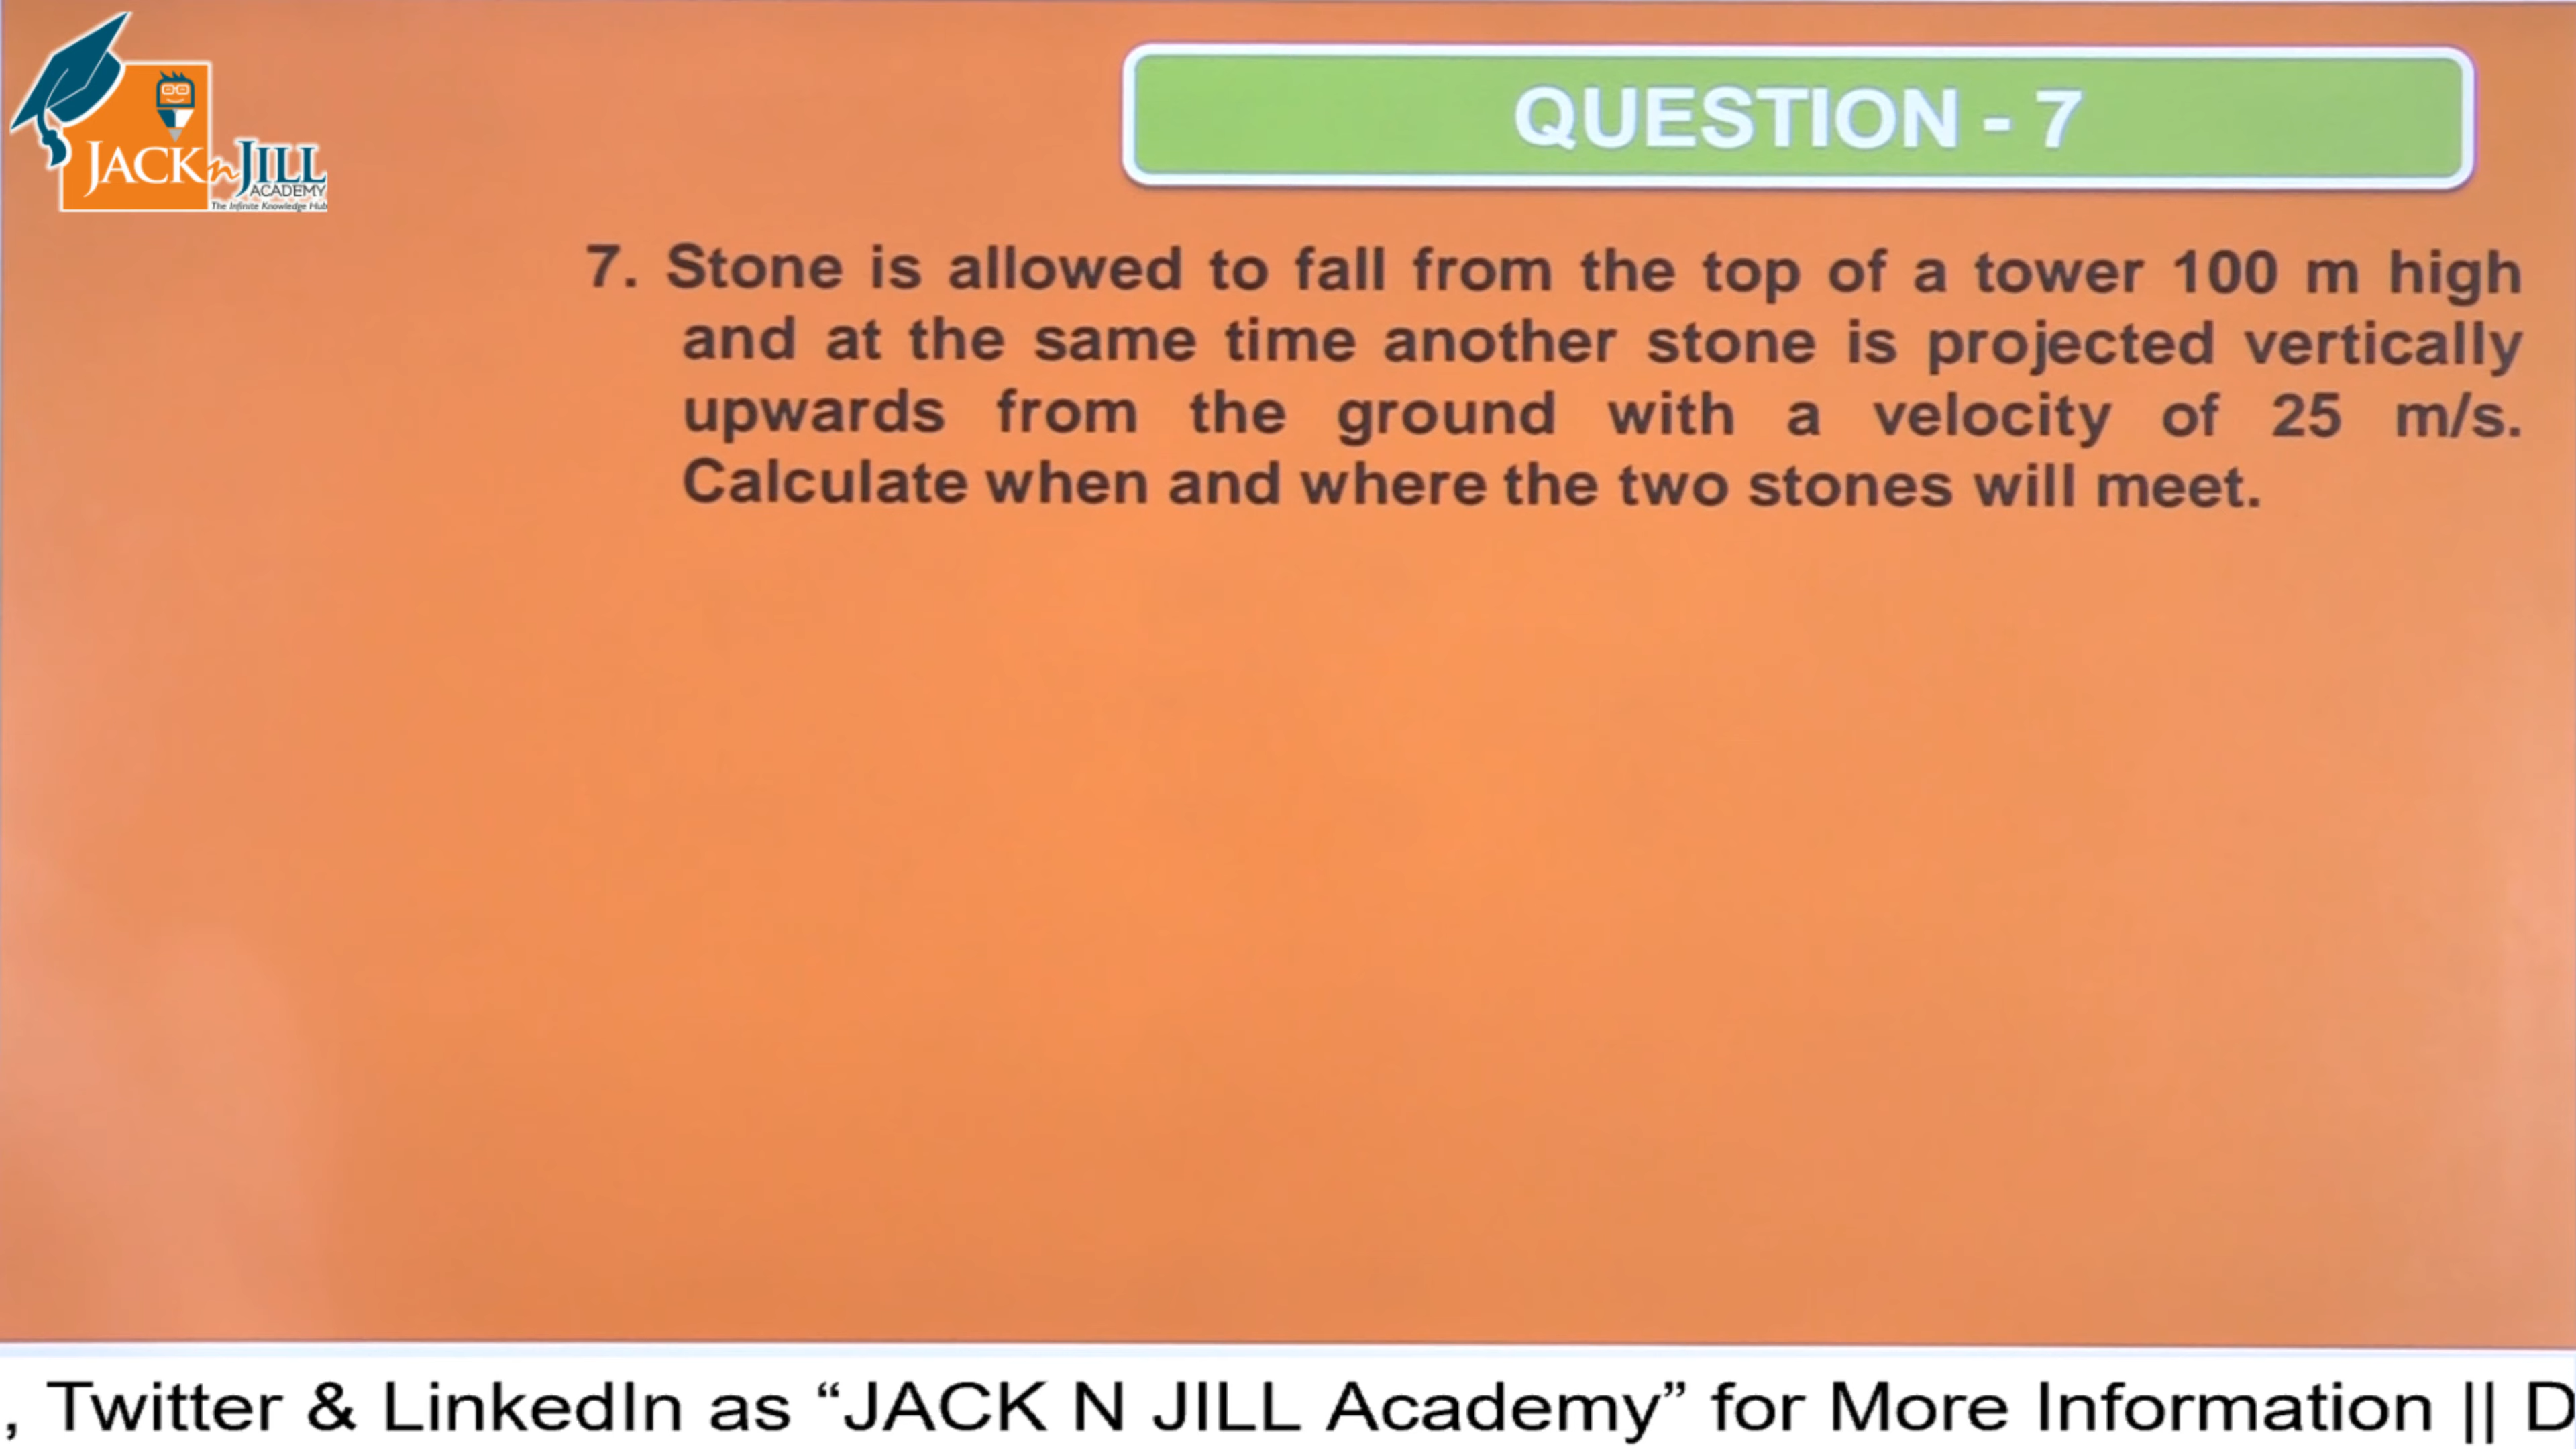 JACK n JILL
ACADEMY
The Infinite Knowledge Hub
QUESTION - 7
7. Stone is allowed to fall from the top of a tower 100 m high
and at the same time another stone is projected vertically
upwards from the ground with a velocity of 25 m/s.
Calculate when and where the two stones will meet.
, Twitter & LinkedIn as “JACK N JILL Academy” for More Information || D